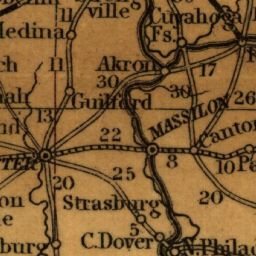 11
ville
Cuyahoga
Fs.
Medina
Akron
11
30
17
Guilford
30
26
13
22
MASSILON
Canton
8
10
20
25
20
Strasburg
5
burg
C.Dover
N.Philad